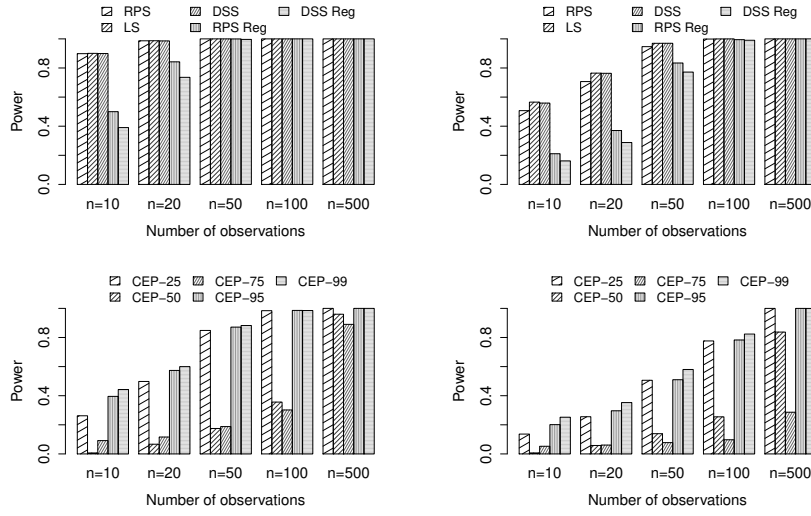 RPS DSS DSS Reg
LS RPS Reg
Power
0.0 0.4 0.8
n=10 n=20 n=50 n=100 n=500
Number of observations
RPS DSS DSS Reg
LS RPS Reg
Power
0.0 0.4 0.8
n=10 n=20 n=50 n=100 n=500
Number of observations
CEP−25 CEP−75 CEP−99
CEP−50 CEP−95
Power
0.0 0.4 0.8
n=10 n=20 n=50 n=100 n=500
Number of observations
CEP−25 CEP−75 CEP−99
CEP−50 CEP−95
Power
0.0 0.4 0.8
n=10 n=20 n=50 n=100 n=500
Number of observations